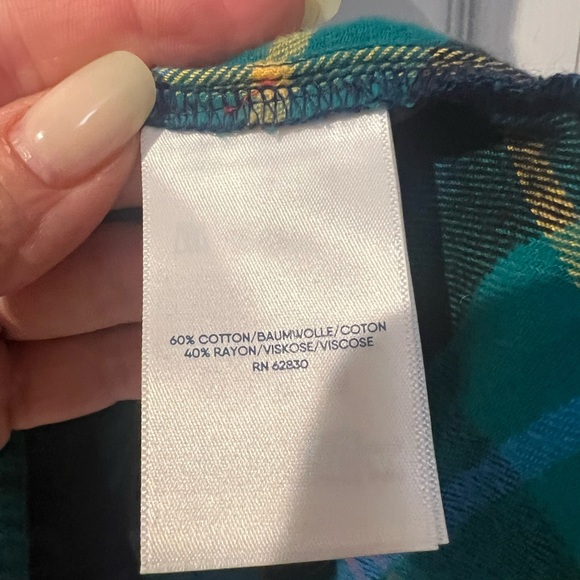 60% COTTON/BAUMWOLLE/COTON
40% RAYON/VISKOSE/VISCOSE
RN 62830